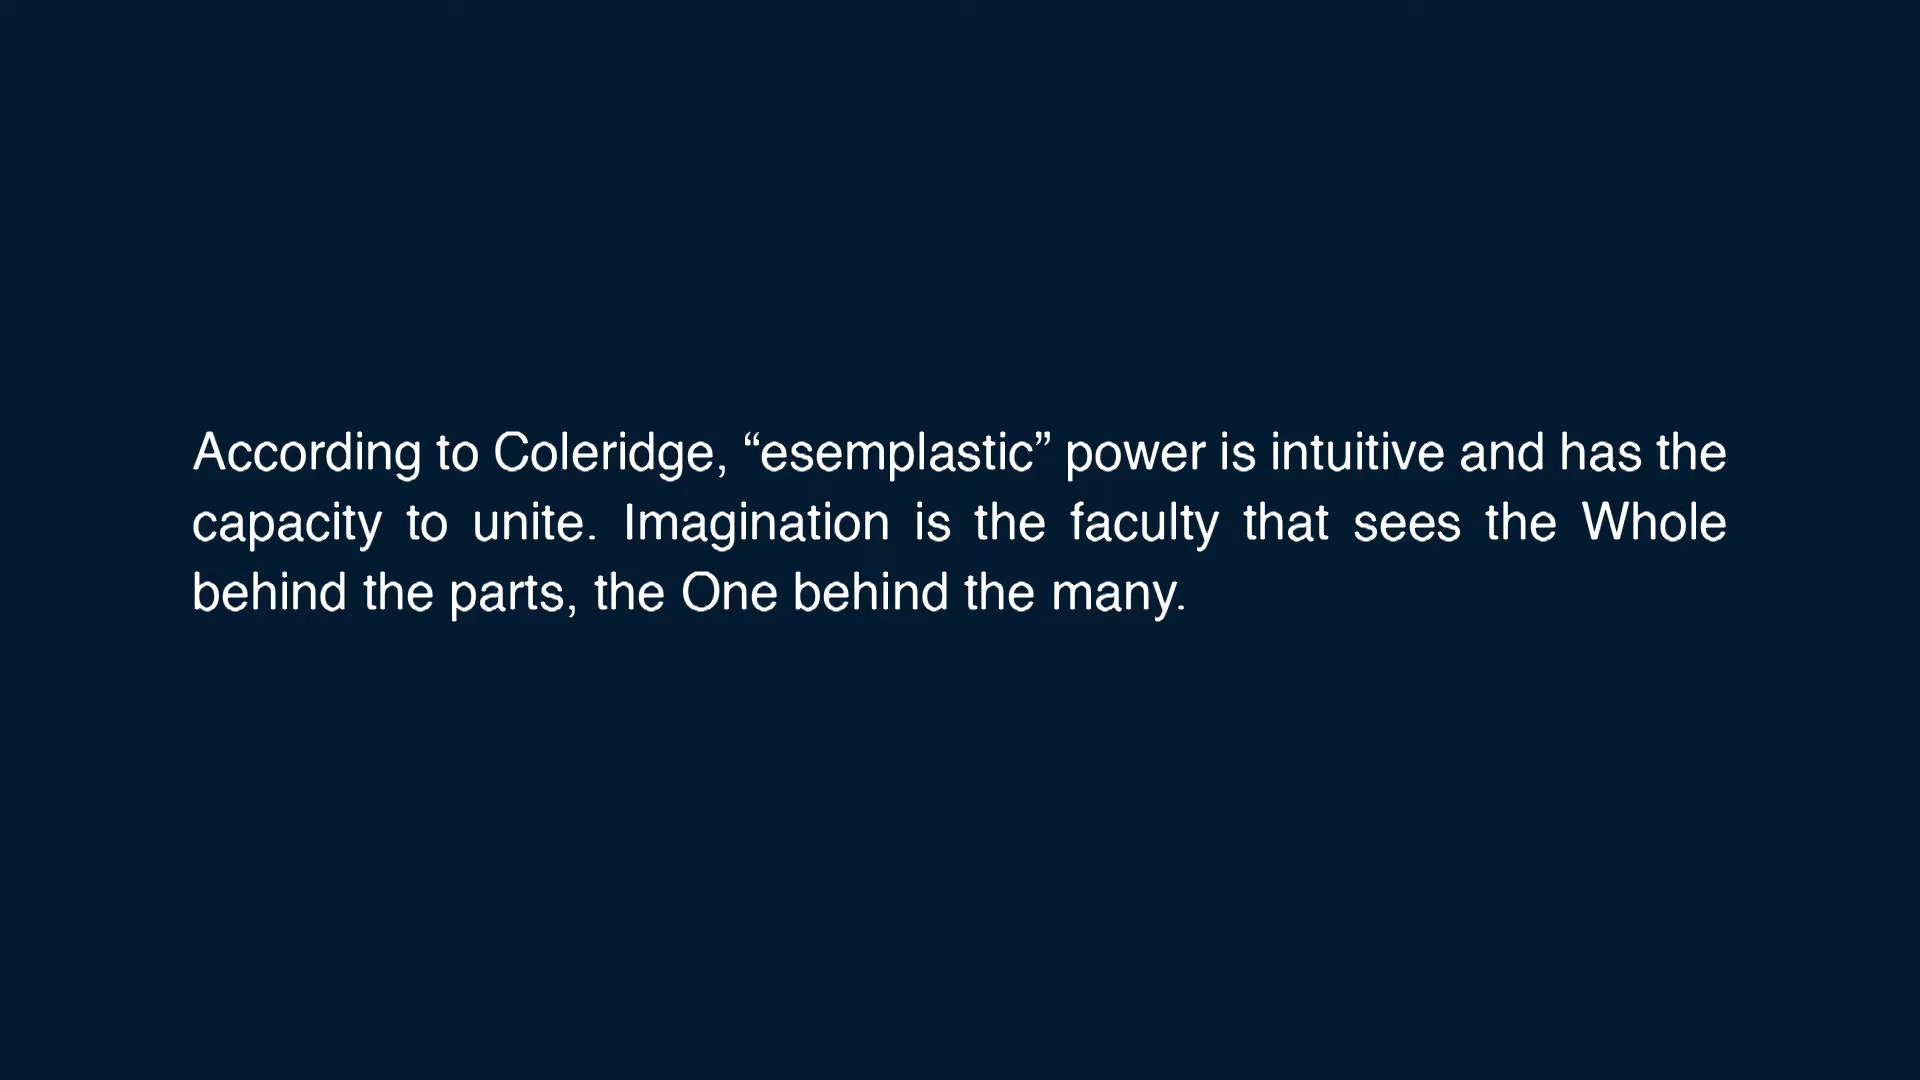 According to Coleridge, “esemplastic” power is intuitive and has the
capacity to unite. Imagination is the faculty that sees the Whole
behind the parts, the One behind the many.